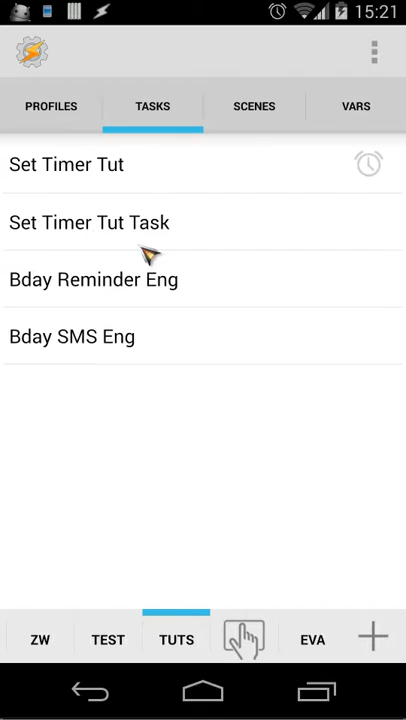 15:21
PROFILES TASKS SCENES VARS
Set Timer Tut
Set Timer Tut Task
Bday Reminder Eng
Bday SMS Eng
ZW TEST TUTS EVA